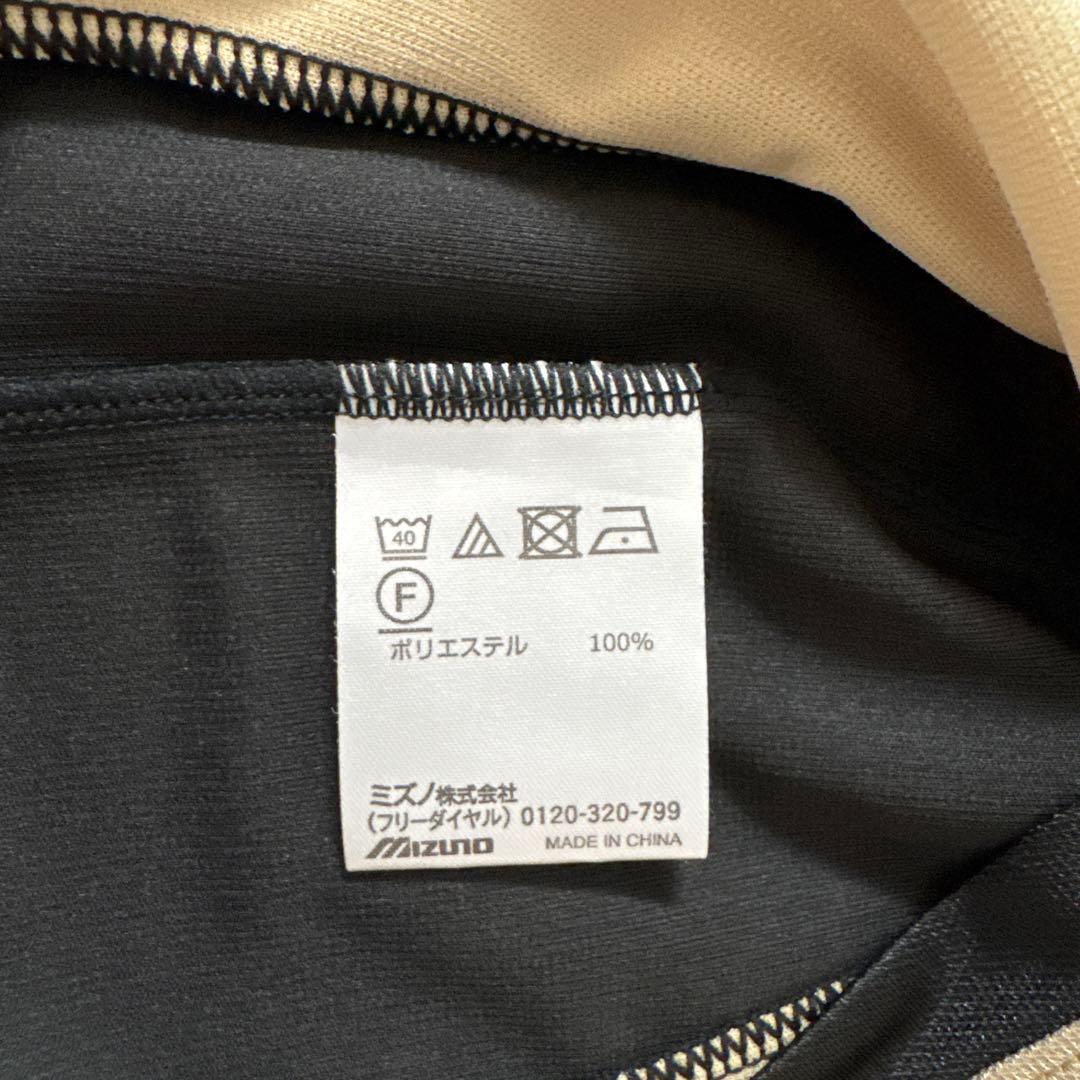 40
F
ポリエステル 100%
ミズノ株式会社
(フリーダイヤル) 0120-320-799
MIZUNO MADE IN CHINA